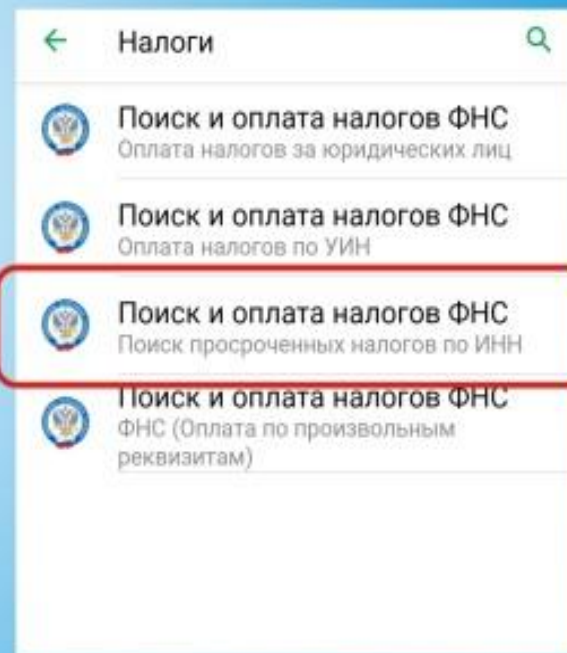 Налоги
Поиск и оплата налогов ФНС
Оплата налогов за юридических лиц
Поиск и оплата налогов ФНС
Оплата налогов по УИН
Поиск и оплата налогов ФНС
Поиск просроченных налогов по ИНН
Поиск и оплата налогов ФНС
ФНС (Оплата по произвольным
реквизитам)